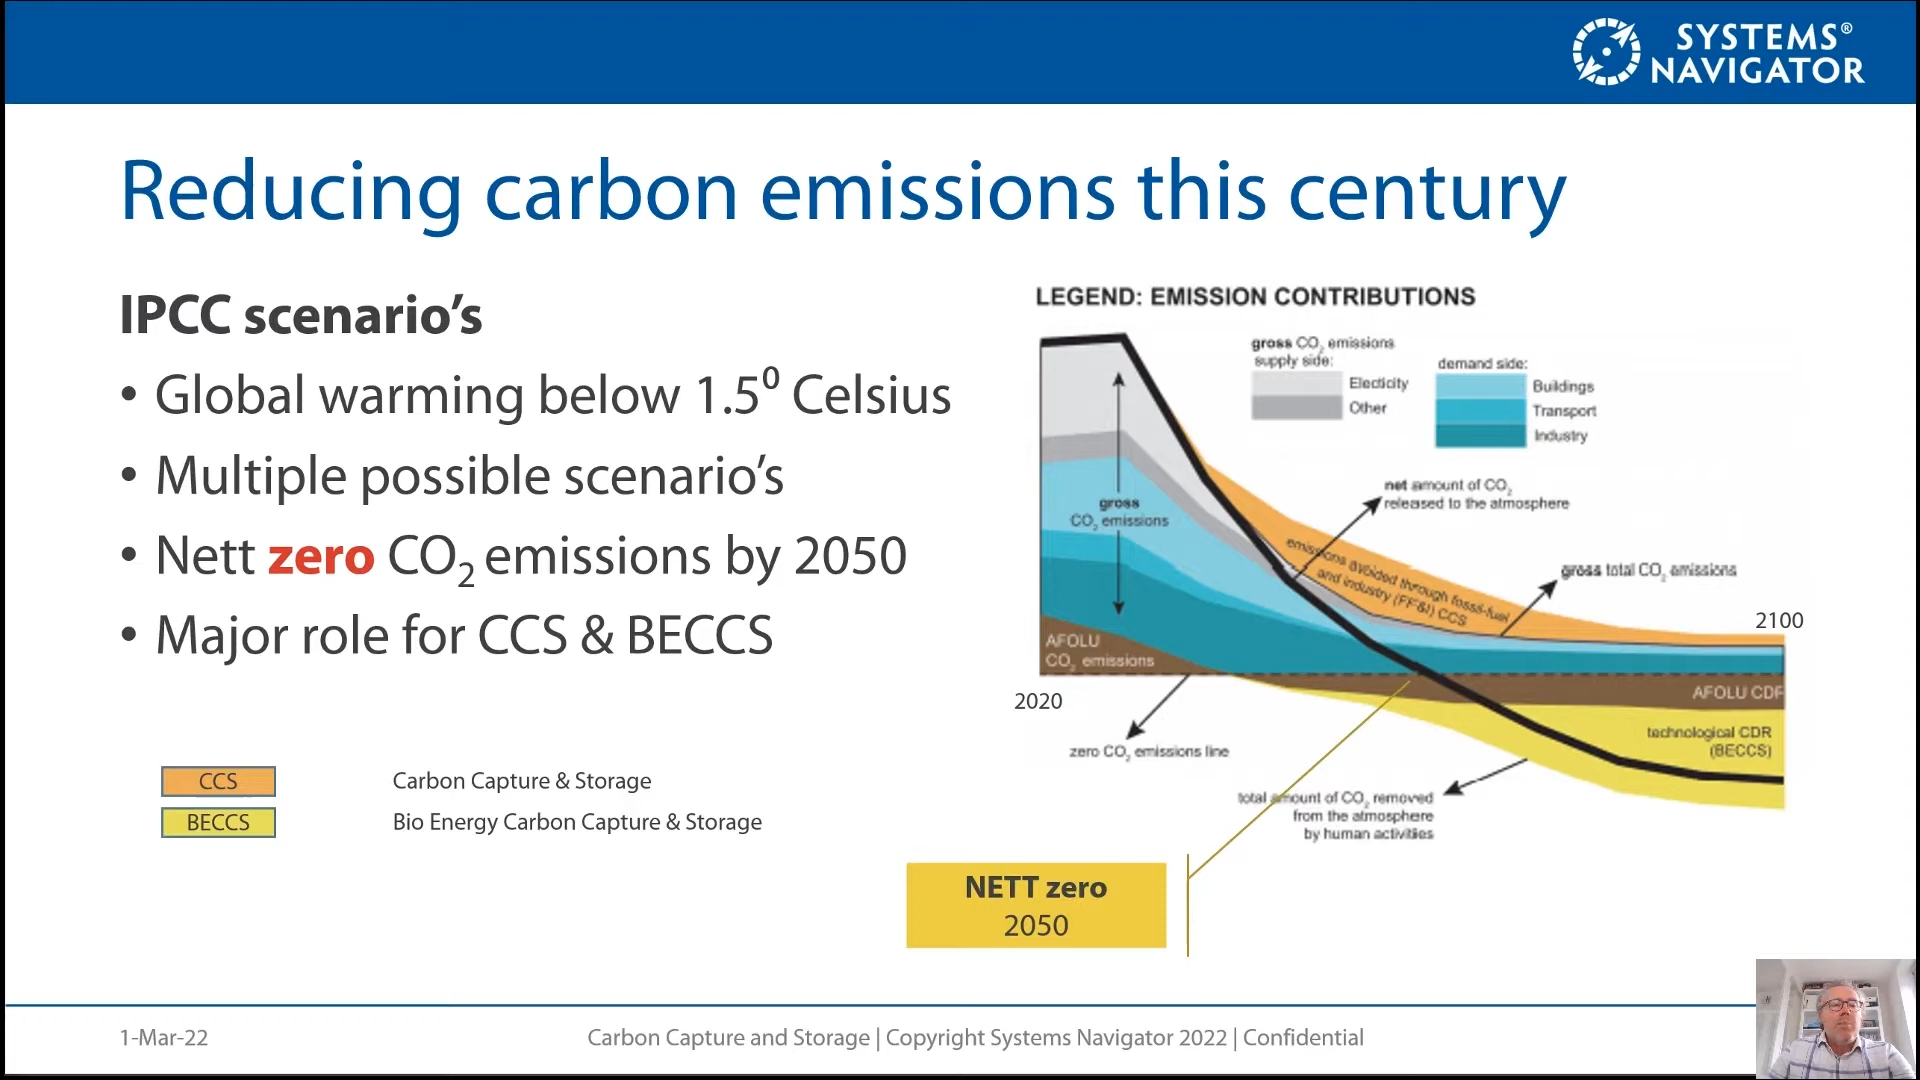 SYSTEMS®
NAVIGATOR
Reducing carbon emissions this century
IPCC scenario’s
• Global warming below 1.5⁰ Celsius
• Multiple possible scenario’s
• Nett zero CO₂ emissions by 2050
• Major role for CCS & BECCS
CCS Carbon Capture & Storage
BECCS Bio Energy Carbon Capture & Storage
LEGEND: EMISSION CONTRIBUTIONS
gross CO₂ emissions
supply side:
Electicity
Other
demand side:
Buildings
Transport
Industry
gross
CO₂ emissions
net amount of CO₂
released to the atmosphere
emissions avoided through fossil-fuel
and industry (FF&I) CCS
gross total CO₂ emissions
2100
AFOLU
CO₂ emissions
2020
AFOLU CDF
technological CDR
(BECCS)
zero CO₂ emissions line
total amount of CO₂ removed
from the atmosphere
by human activities
NETT zero
2050
1-Mar-22
Carbon Capture and Storage | Copyright Systems Navigator 2022 | Confidential